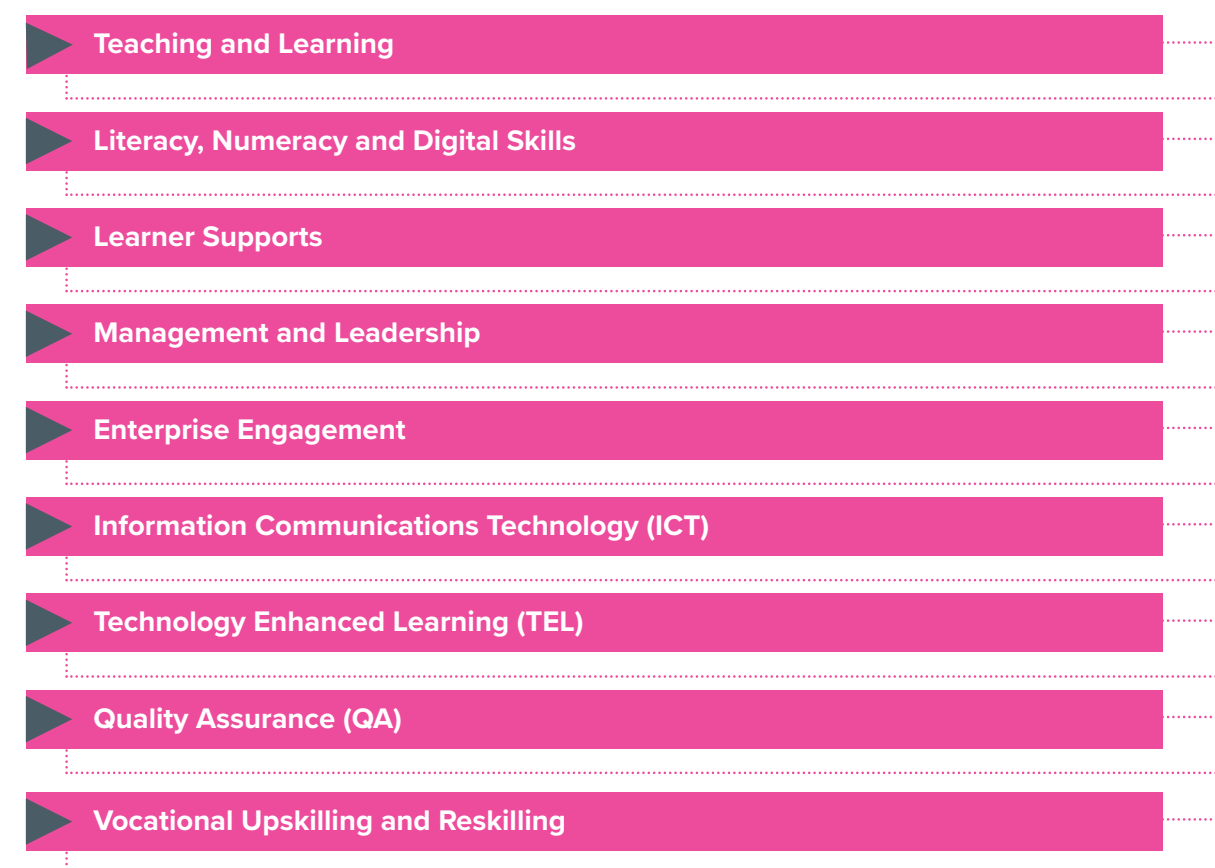 Teaching and Learning
Literacy, Numeracy and Digital Skills
Learner Supports
Management and Leadership
Enterprise Engagement
Information Communications Technology (ICT)
Technology Enhanced Learning (TEL)
Quality Assurance (QA)
Vocational Upskilling and Reskilling